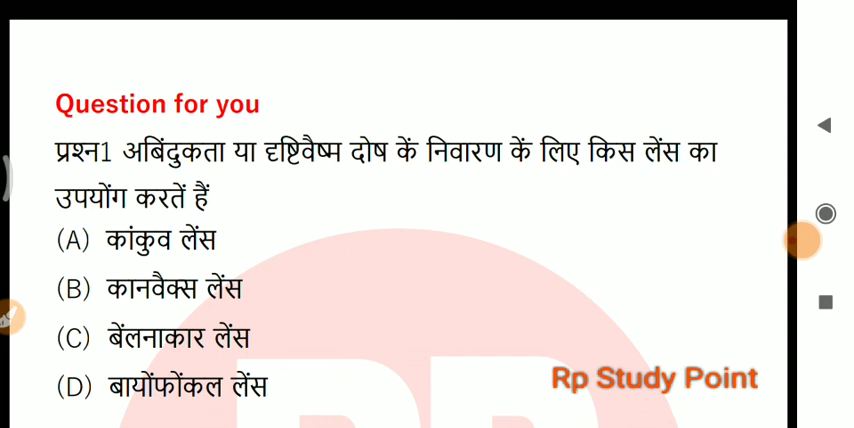 Question for you
प्रश्न1 अबिंदुकता या दृष्टिवैष्म दोष कें निवारण कें लिए किस लेंस का
उपयोंग करतें हैं
(A) कांकुव लेंस
(B) कानवैक्स लेंस
(C) बेंलनाकार लेंस
(D) बायोंफोंकल लेंस
Rp Study Point